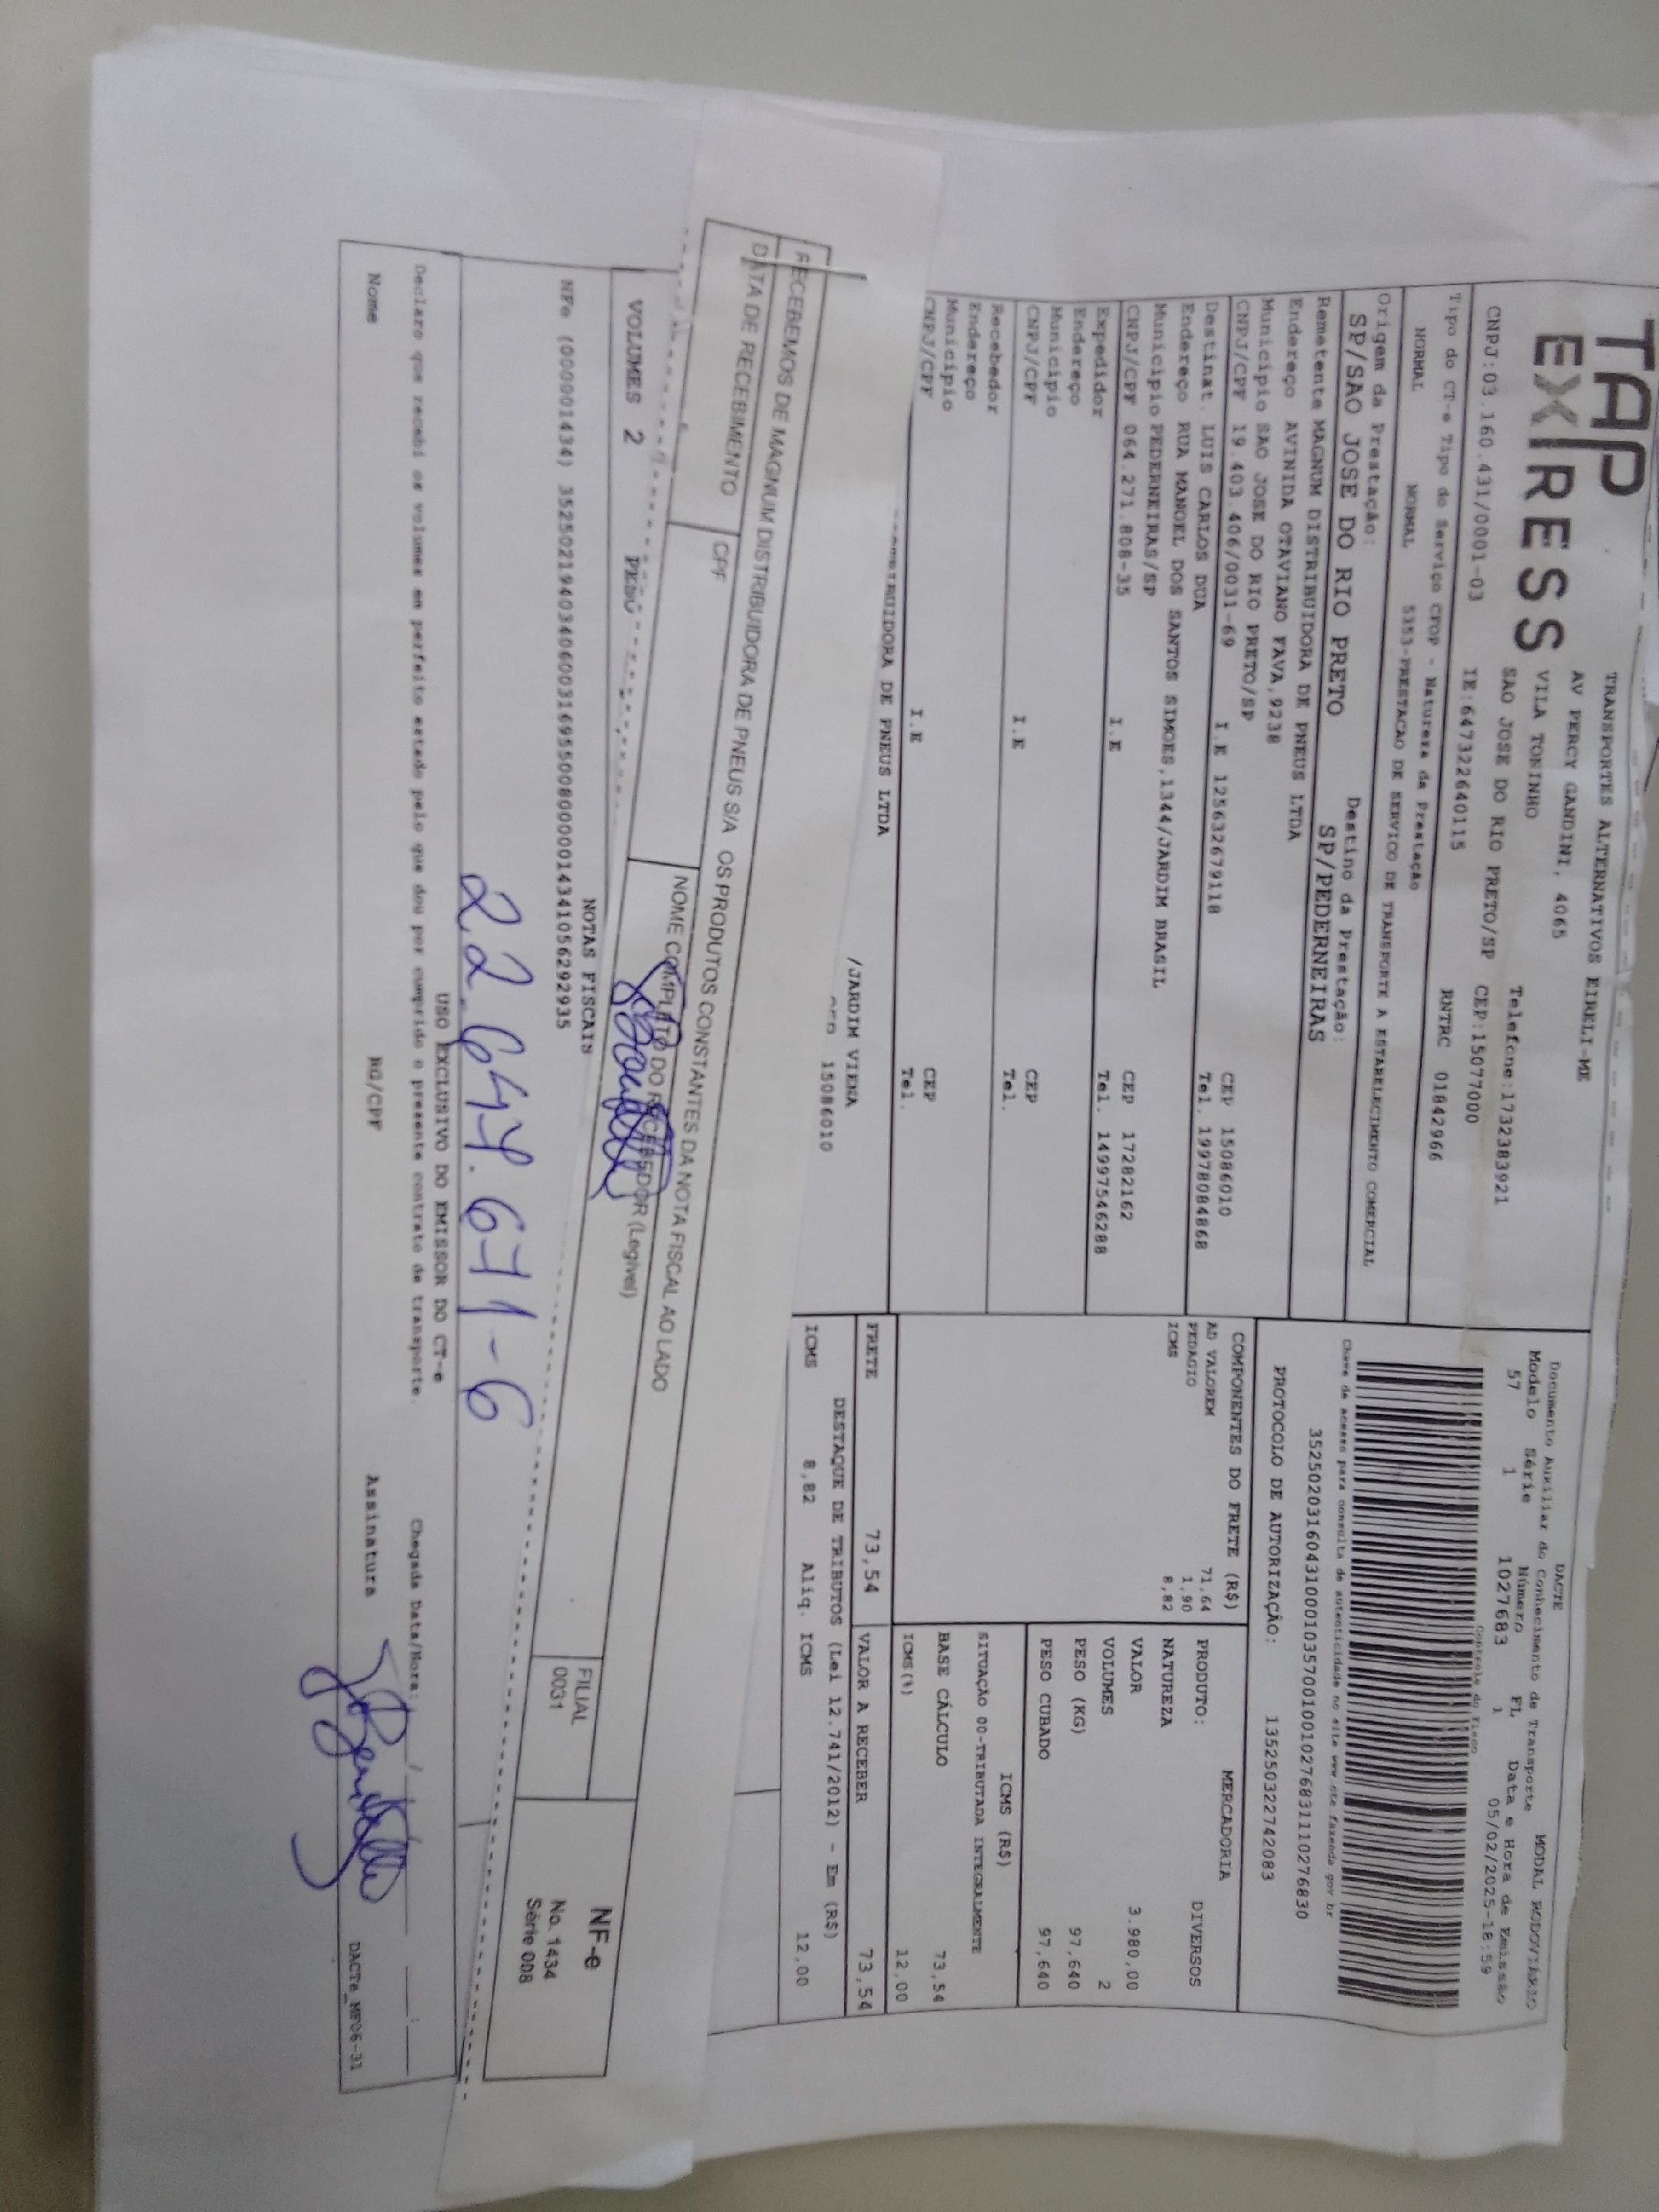 TAP
EXPRESS
TRANSPORTES ALTERNATIVOS EIRELI-ME
AV PERCY GANDINI, 4065
VILA TONINHO
SAO JOSE DO RIO PRETO/SP CEP:15077000
Telefone:1732383921
CNPJ:03.160.431/0001-03 IE:647322640115 RNTRC 01842966
Tipo do CT-e Tipo do Serviço CFOP - Natureza da Prestação
NORMAL NORMAL 5353-PRESTACAO DE SERVICO DE TRANSPORTE A ESTABELECIMENTO COMERCIAL
Origem da Prestação: Destino da Prestação:
SP/SAO JOSE DO RIO PRETO SP/PEDERNEIRAS
Remetente MAGNUM DISTRIBUIDORA DE PNEUS LTDA
Endereço AVINIDA OTAVIANO FAVA,9238
Município SAO JOSE DO RIO PRETO/SP CEP 15086010
CNPJ/CPF 19.403.406/0031-69 I.E 125632679118 Tel. 19978084868
Destinat. LUIS CARLOS DUA
Endereço RUA MANOEL DOS SANTOS SIMOES,1344/JARDIM BRASIL
Município PEDERNEIRAS/SP CEP 17282162
CNPJ/CPF 064.271.808-35 I.E Tel. 14997546288
Expedidor
Endereço
Município CEP
CNPJ/CPF I.E Tel.
Recebedor
Endereço
Município CEP
CNPJ/CPF I.E Tel.
DE PNEUS LTDA
/JARDIM VIENA
15086010
DACTE MODAL RODOVIÁRIO
Documento Auxiliar do Conhecimento de Transporte
Modelo Série Número FL Data e Hora de Emissão
57 1 1027683 1 05/02/2025-18:59
Controle do Fisco
Chave de acesso para consulta de autenticidade no site www.cte.fazenda.gov.br
35250203160431000103570010010276831110276830
PROTOCOLO DE AUTORIZAÇÃO: 135250322742083
COMPONENTES DO FRETE (R$)
AD VALOREM 71,64
PEDAGIO 1,90
ICMS 8,82
MERCADORIA
PRODUTO: DIVERSOS
NATUREZA
VALOR 3.980,00
VOLUMES 2
PESO (KG) 97,640
PESO CUBADO 97,640
ICMS (R$)
SITUAÇÃO 00-TRIBUTADA INTEGRALMENTE
BASE CÁLCULO 73,54
ICMS(%) 12,00
FRETE 73,54 VALOR A RECEBER 73,54
DESTAQUE DE TRIBUTOS (Lei 12.741/2012) - Em (R$)
ICMS 8,82 Aliq. ICMS 12,00
RECEBEMOS DE MAGNUM DISTRIBUIDORA DE PNEUS S/A OS PRODUTOS CONSTANTES DA NOTA FISCAL AO LADO
DATA DE RECEBIMENTO CPF NOME COMPLETO DO RECEBEDOR (Legível)
FILIAL
0031
NF-e
No. 1434
Série 008
VOLUMES 2 PESO
NOTAS FISCAIS
NFe (000001434) 35250219403406003169550080000014341056292935
22.647.671-6
USO EXCLUSIVO DO EMISSOR DO CT-e
Declaro que recebi os volumes em perfeito estado pelo que dou por cumprido o presente contrato de transporte. Chegada Data/Hora:
Nome RG/CPF Assinatura
DACTe_MF06-31